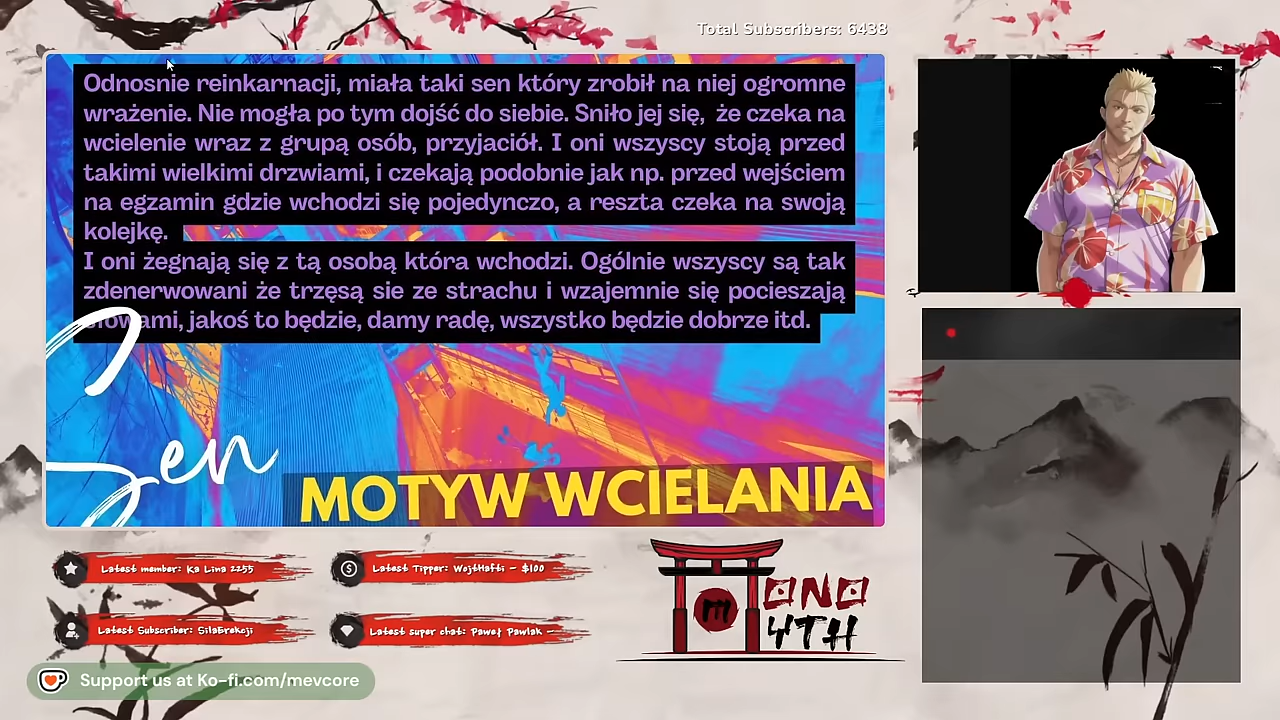 Total Subscribers: 6438
Odnosnie reinkarnacji, miała taki sen który zrobił na niej ogromne
wrażenie. Nie mogła po tym dojść do siebie. Sniło jej się, że czeka na
wcielenie wraz z grupą osób, przyjaciół. I oni wszyscy stoją przed
takimi wielkimi drzwiami, i czekają podobnie jak np. przed wejściem
na egzamin gdzie wchodzi się pojedynczo, a reszta czeka na swoją
kolejkę.
I oni żegnają się z tą osobą która wchodzi. Ogólnie wszyscy są tak
zdenerwowani że trzęsą sie ze strachu i wzajemnie się pocieszają
słowami, jakoś to będzie, damy radę, wszystko będzie dobrze itd.
Sen
MOTYW WCIELANIA
Latest member: Ka Lina 2255
Latest Tipper: WojtHafti - $100
Latest Subscriber: SilaErekcji
Latest super chat: Paweł Pawlak -
m
ONO
4TH
Support us at Ko-fi.com/mevcore